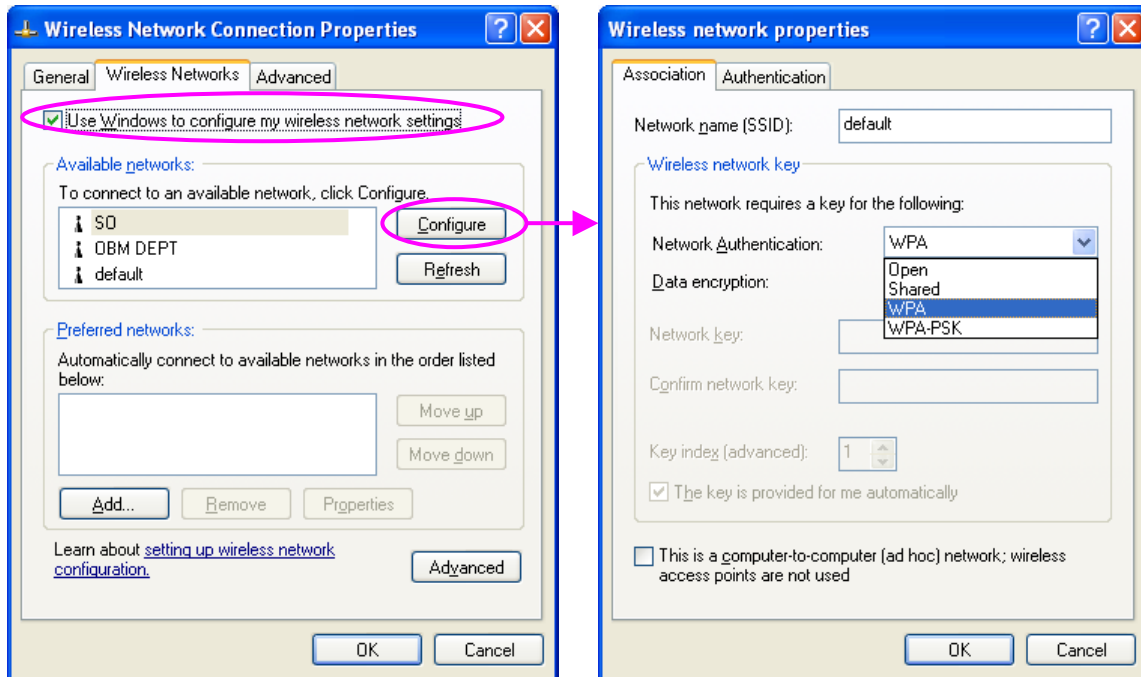 Wireless Network Connection Properties
General
Wireless Networks
Advanced
Use Windows to configure my wireless network settings
Available networks:
To connect to an available network, click Configure.
SO
OBM DEPT
default
Configure
Refresh
Preferred networks:
Automatically connect to available networks in the order listed
below:
Move up
Move down
Add...
Remove
Properties
Learn about setting up wireless network
configuration.
Advanced
OK
Cancel
Wireless network properties
Association
Authentication
Network name (SSID):
default
Wireless network key
This network requires a key for the following:
Network Authentication:
WPA
Open
Shared
WPA
WPA-PSK
Data encryption:
Network key:
Confirm network key:
Key index (advanced):
1
The key is provided for me automatically
This is a computer-to-computer (ad hoc) network; wireless
access points are not used
OK
Cancel